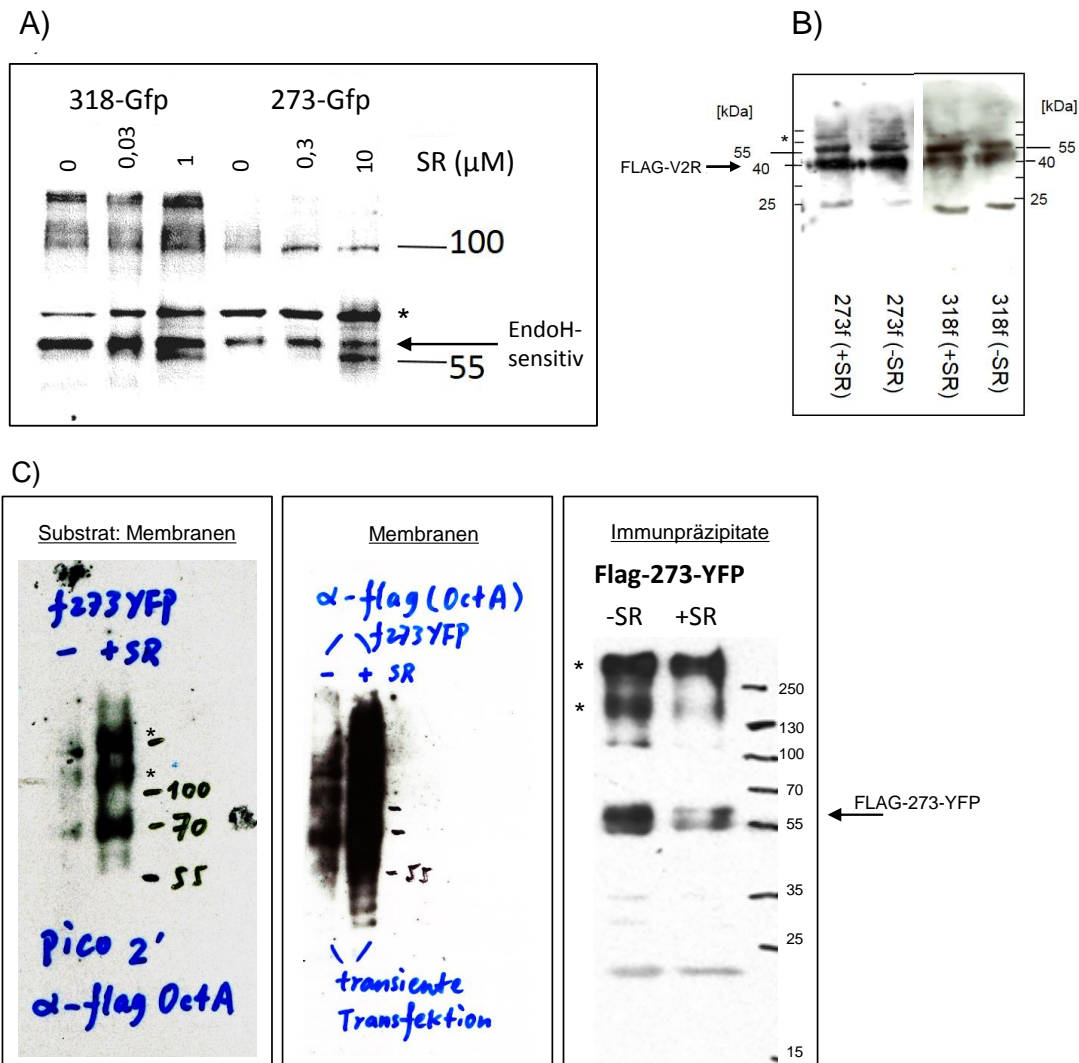 A)
318-Gfp 273-Gfp
0 0,03 1 0 0,3 10 SR (µM)
100
*
EndoH-
sensitiv
55
B)
[kDa] [kDa]
*
55 55
FLAG-V2R 40 40
25 25
273f (+SR)
273f (-SR)
318f (+SR)
318f (-SR)
C)
Substrat: Membranen
f273YFP
- + SR
*
*
- 100
- 70
- 55
pico 2'
α-flag OctA
Membranen
α-flag (OctA)
f273YFP
- + SR
- 55
transiente
Transfektion
Immunpräzipitate
Flag-273-YFP
-SR +SR
*
250
*
130
100
70
FLAG-273-YFP
55
35
25
15